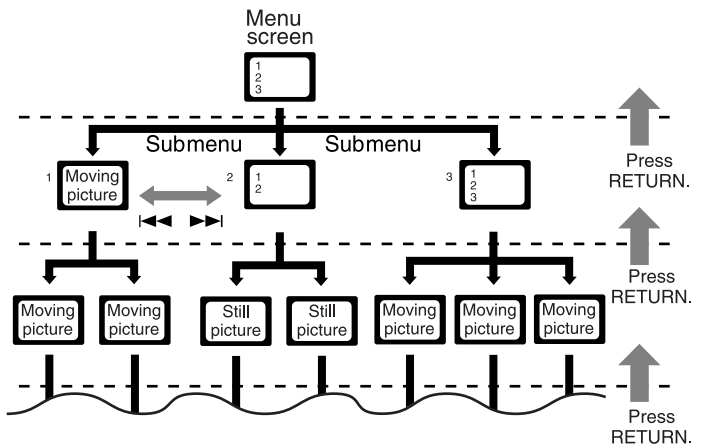 Menu
screen
1
2
3
Submenu
Submenu
1
Moving
picture
2
1
2
3
1
2
3
Press
RETURN.
Moving
picture
Moving
picture
Still
picture
Still
picture
Moving
picture
Moving
picture
Moving
picture
Press
RETURN.
Press
RETURN.